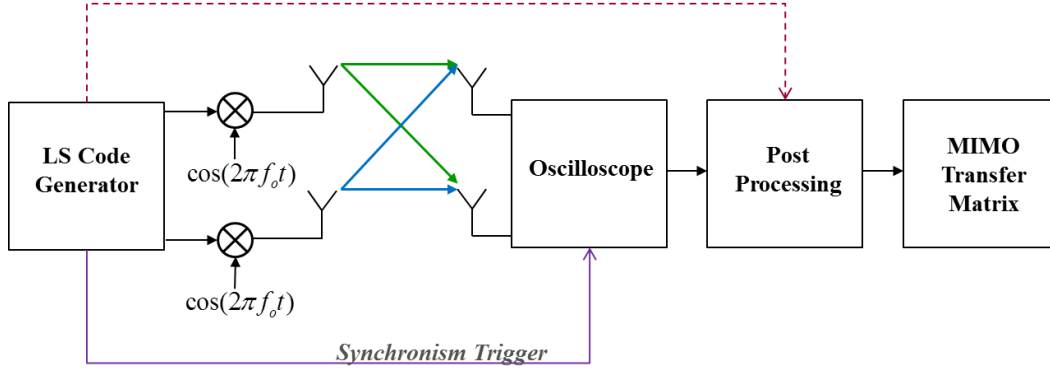 LS Code
Generator
cos(2πfₒt)
cos(2πfₒt)
Oscilloscope
Post
Processing
MIMO
Transfer
Matrix
Synchronism Trigger